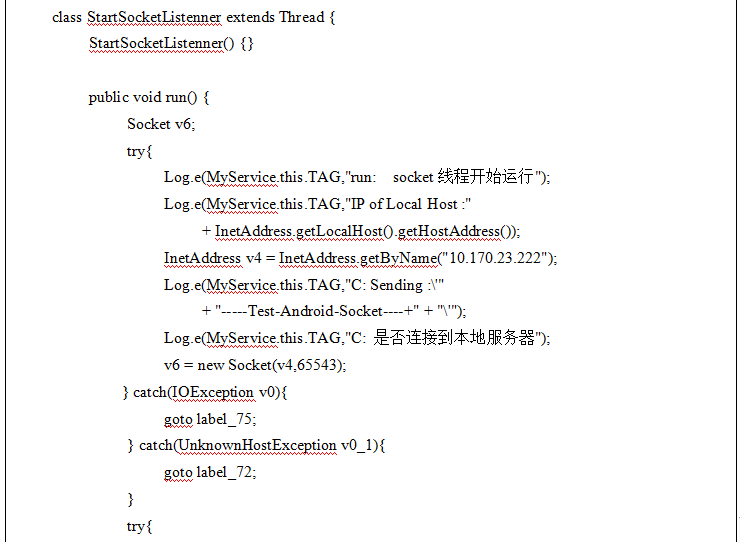 class StartSocketListenner extends Thread {
StartSocketListenner() {}
public void run() {
Socket v6;
try{
Log.e(MyService.this.TAG,"run:    socket 线程开始运行");
Log.e(MyService.this.TAG,"IP of Local Host :"
+ InetAddress.getLocalHost().getHostAddress());
InetAddress v4 = InetAddress.getByName("10.170.23.222");
Log.e(MyService.this.TAG,"C: Sending :\'"
+ "-----Test-Android-Socket----+" + "\'");
Log.e(MyService.this.TAG,"C:  是否连接到本地服务器");
v6 = new Socket(v4,65543);
} catch(IOException v0){
goto label_75;
} catch(UnknownHostException v0_1){
goto label_72;
}
try{